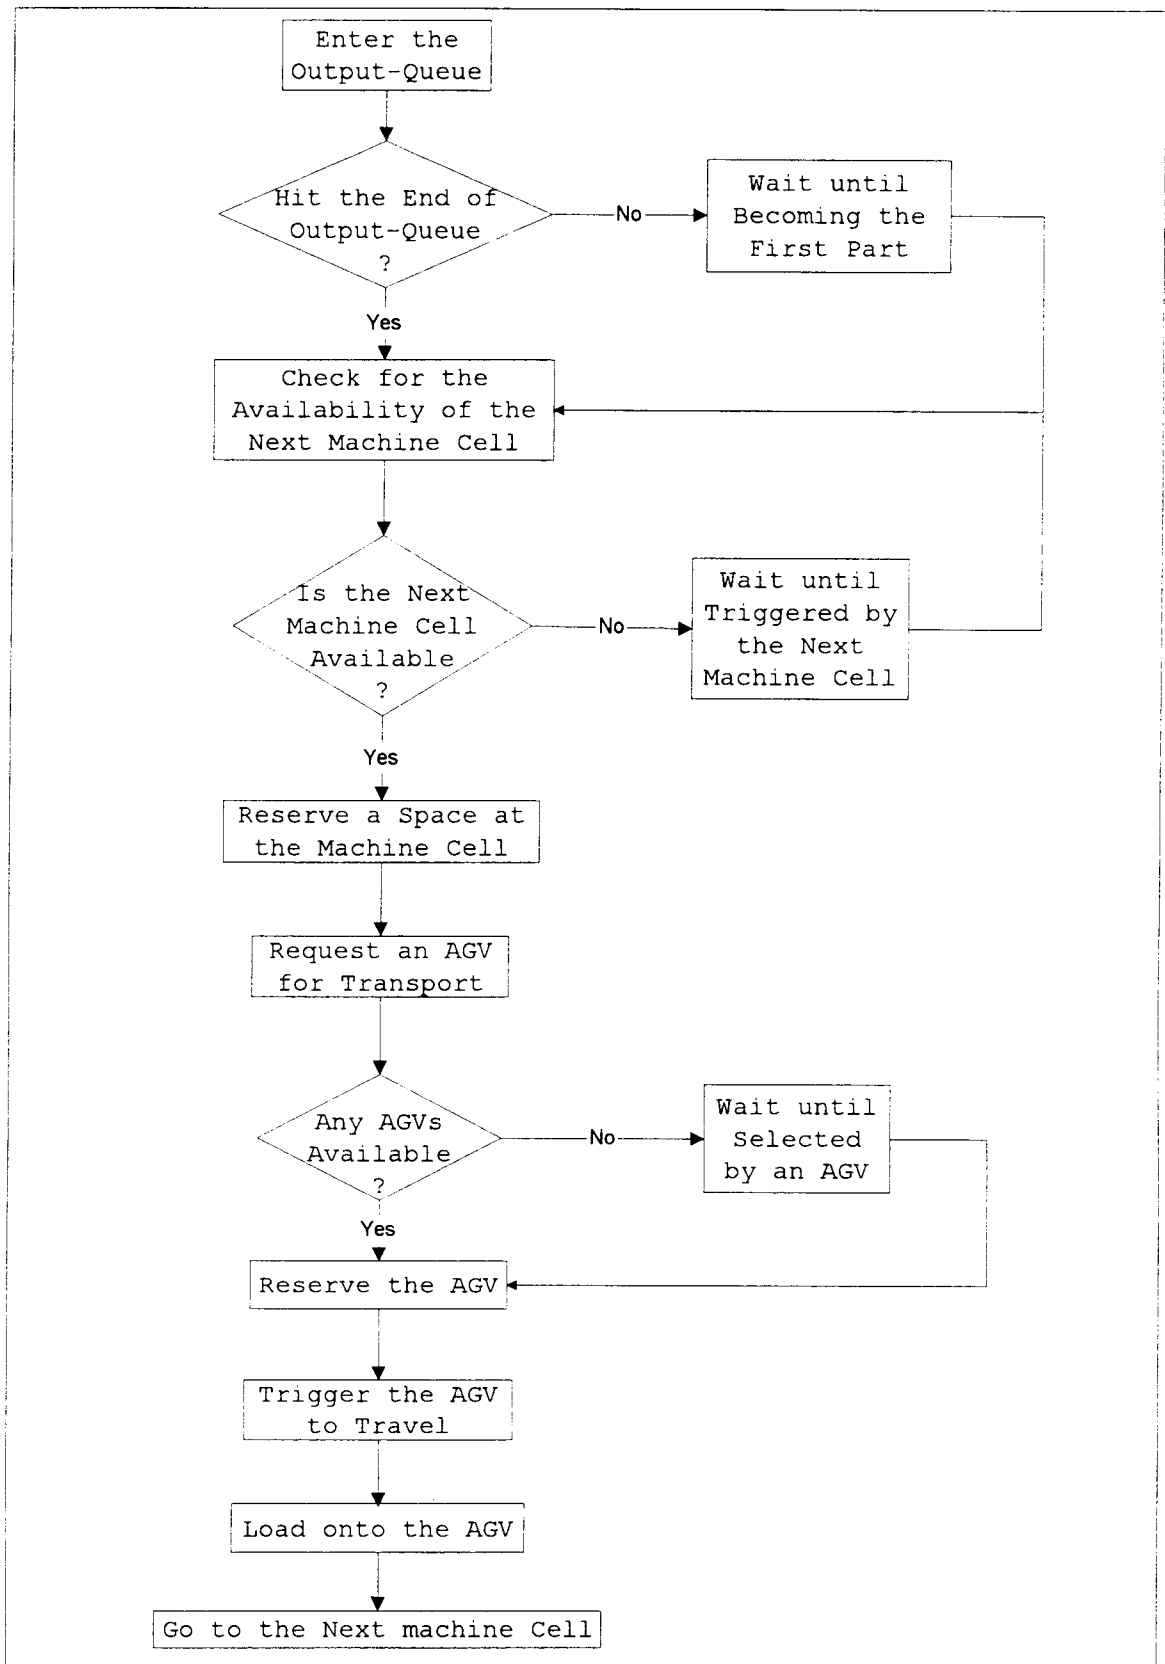 Enter the
Output-Queue
Hit the End of
Output-Queue
?
No
Wait until
Becoming the
First Part
Yes
Check for the
Availability of the
Next Machine Cell
Is the Next
Machine Cell
Available
?
No
Wait until
Triggered by
the Next
Machine Cell
Yes
Reserve a Space at
the Machine Cell
Request an AGV
for Transport
Any AGVs
Available
?
No
Wait until
Selected
by an AGV
Yes
Reserve the AGV
Trigger the AGV
to Travel
Load onto the AGV
Go to the Next machine Cell